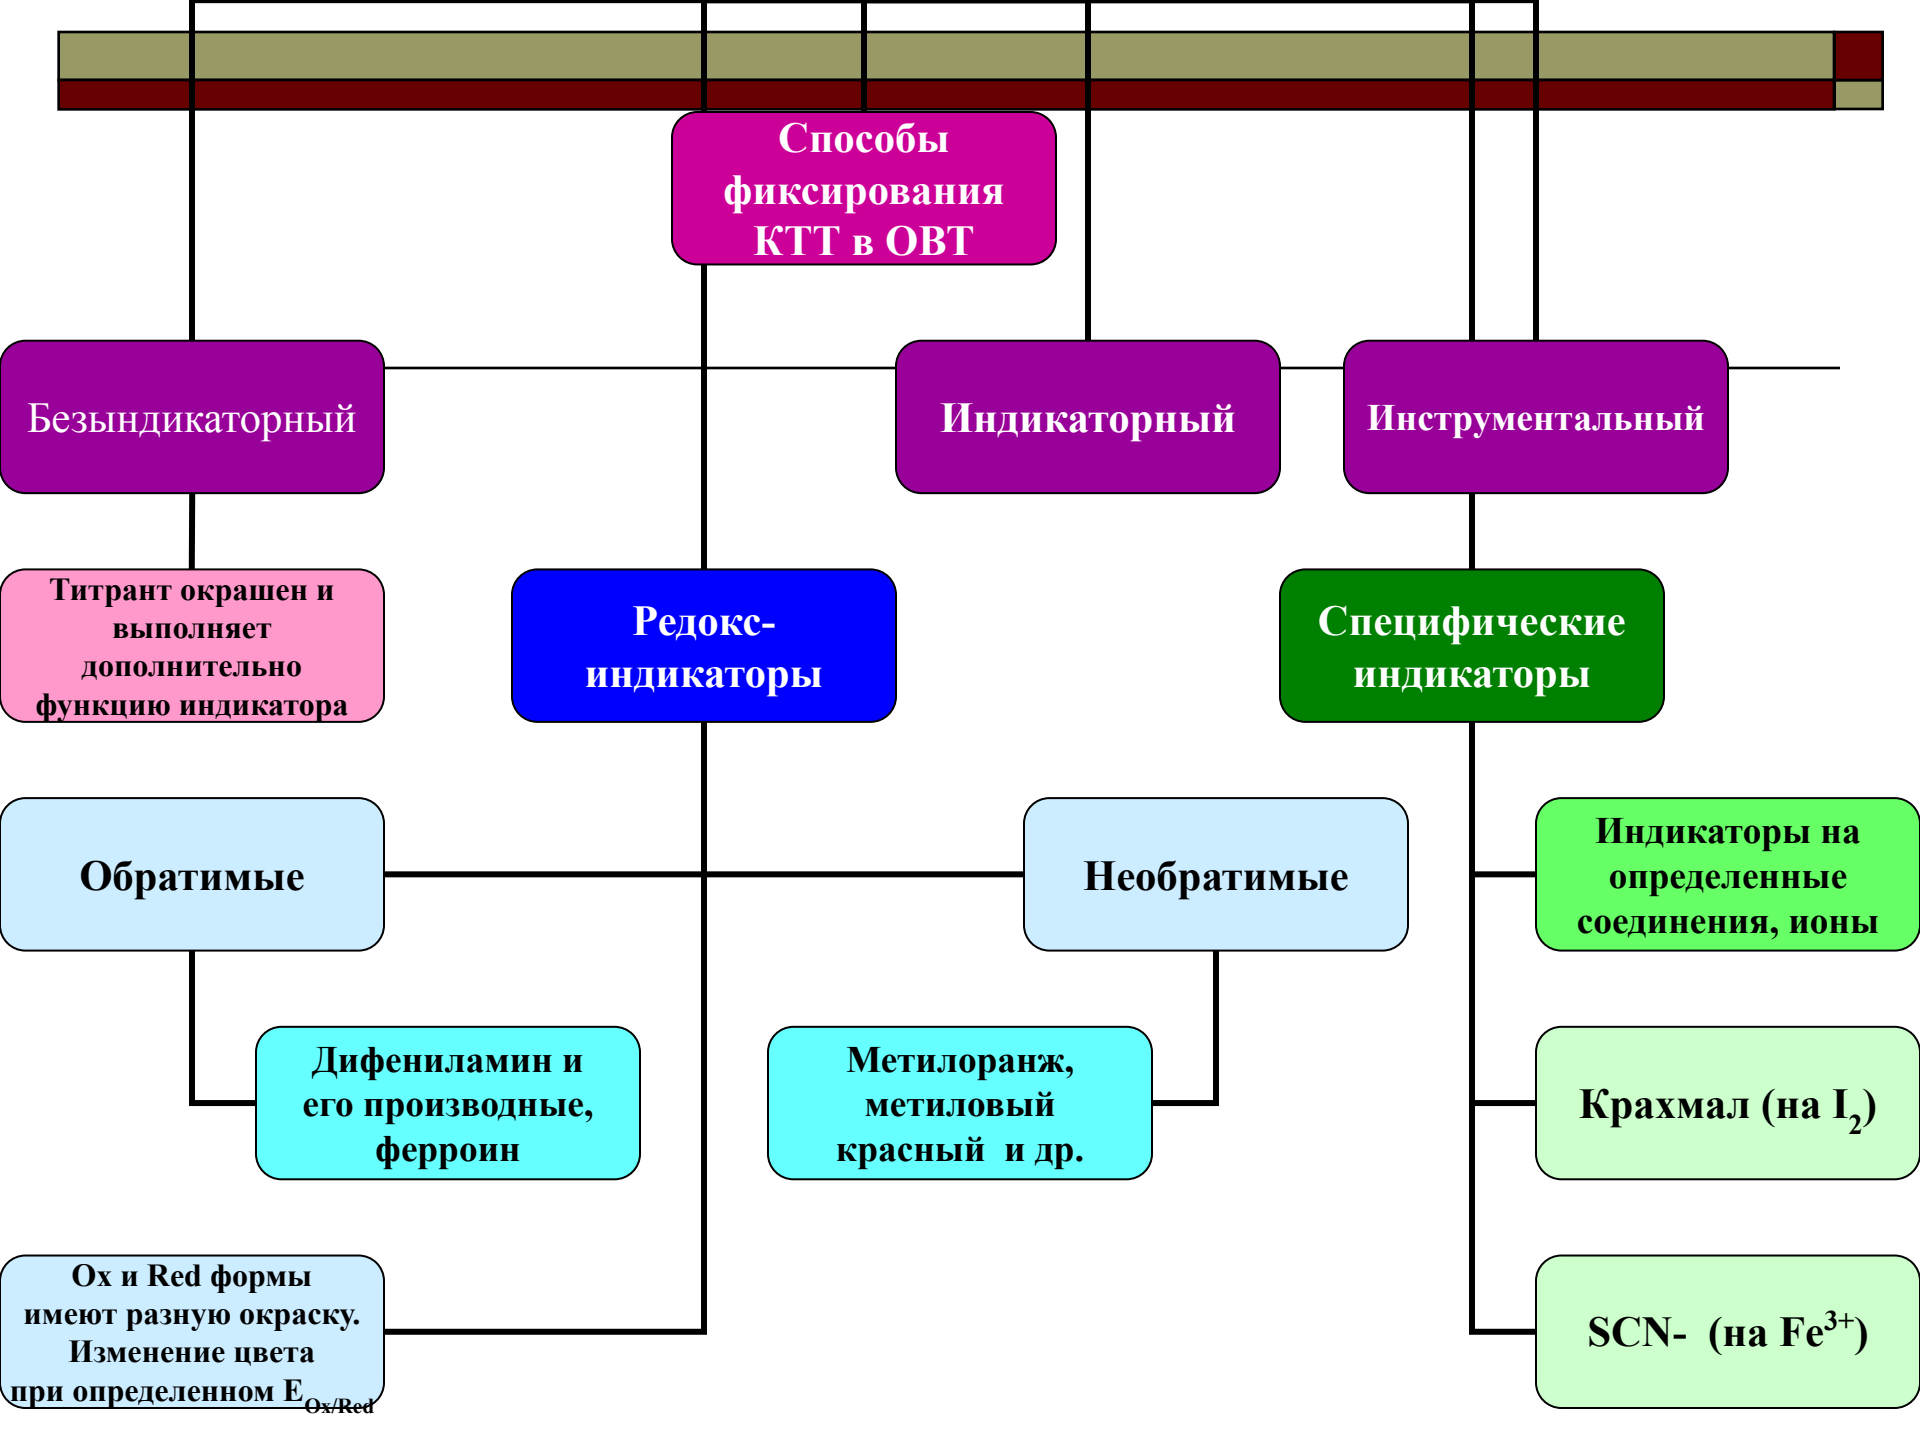 Способы
фиксирования
КТТ в ОВТ
Безындикаторный
Индикаторный
Инструментальный
Титрант окрашен и
выполняет
дополнительно
функцию индикатора
Редокс-
индикаторы
Специфические
индикаторы
Обратимые
Необратимые
Индикаторы на
определенные
соединения, ионы
Дифениламин и
его производные,
ферроин
Метилоранж,
метиловый
красный и др.
Крахмал (на I₂)
Ox и Red формы
имеют разную окраску.
Изменение цвета
при определенном E Ox/Red
SCN- (на Fe³⁺)